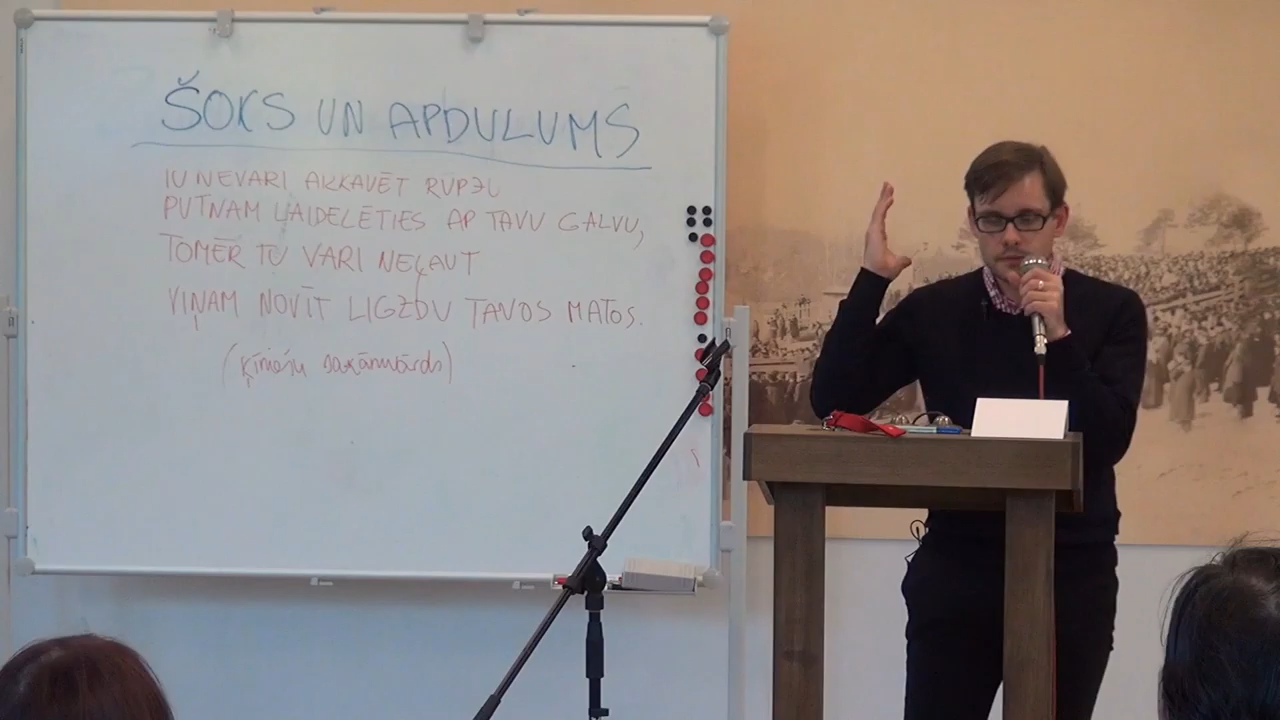 ŠOKS UN APDULUMS
TU NEVARI AIZKAVĒT RŪPJU
PUTNAM LAIDELĒTIES AP TAVU GALVU,
TOMĒR TU VARI NEĻAUT
VIŅAM NOVĪT LIGZDU TAVOS MATOS.
(ķīniešu sakāmvārds)